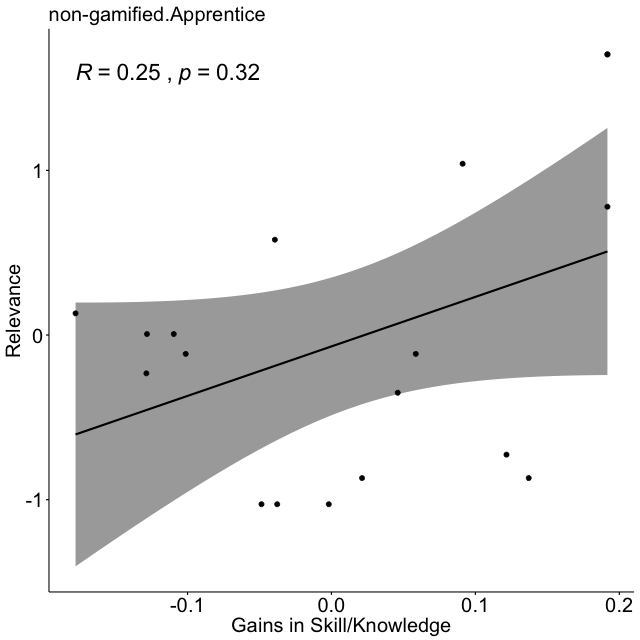 non-gamified.Apprentice
R = 0.25 , p = 0.32
1
0
-1
Relevance
-0.1 0.0 0.1 0.2
Gains in Skill/Knowledge